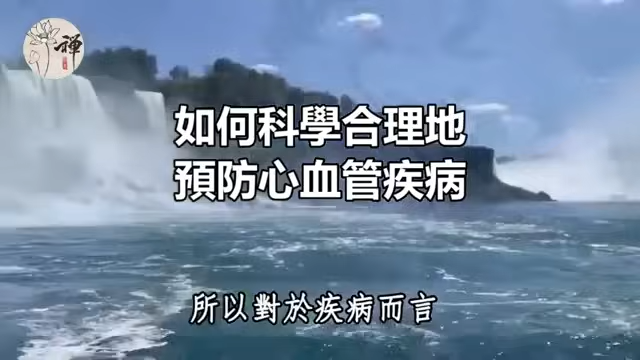 禪
如何科學合理地
預防心血管疾病
所以對於疾病而言